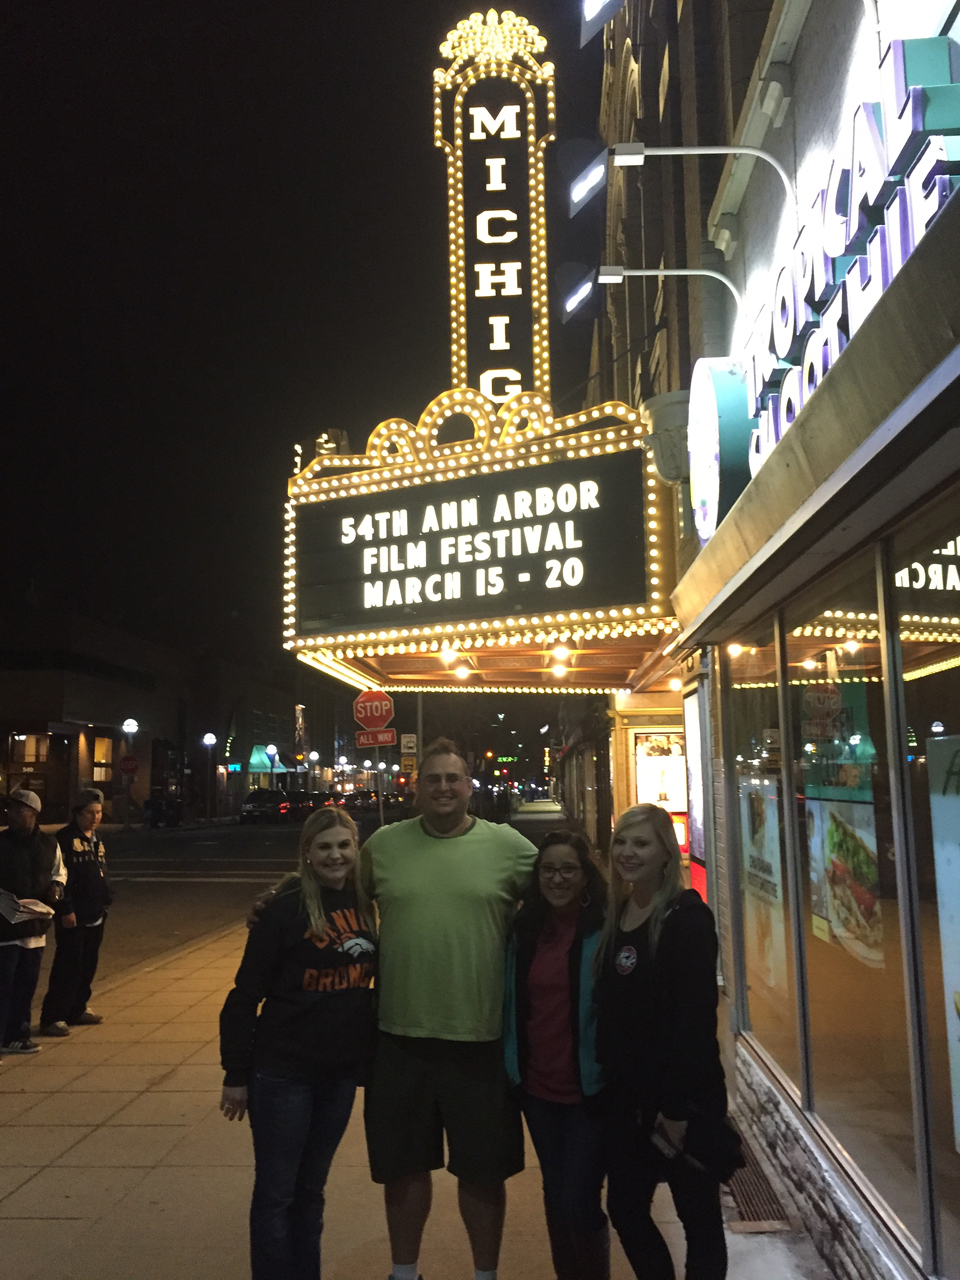 MICHIG
54TH ANN ARBOR
FILM FESTIVAL
MARCH 15 - 20
TROPICAL
SMOOTHIE
STOP
ALL WAY
BRONC